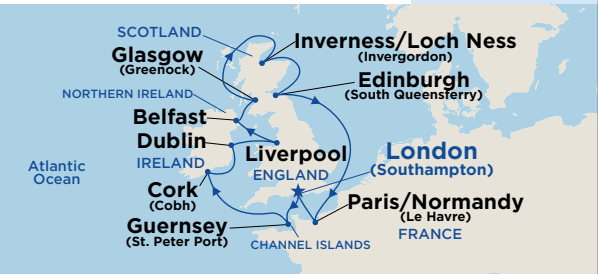 SCOTLAND
Glasgow
(Greenock)
Inverness/Loch Ness
(Invergordon)
Edinburgh
(South Queensferry)
NORTHERN IRELAND
Belfast
Dublin
IRELAND
Liverpool
ENGLAND
London
(Southampton)
Atlantic
Ocean
Cork
(Cobh)
Paris/Normandy
(Le Havre)
FRANCE
Guernsey
(St. Peter Port)
CHANNEL ISLANDS